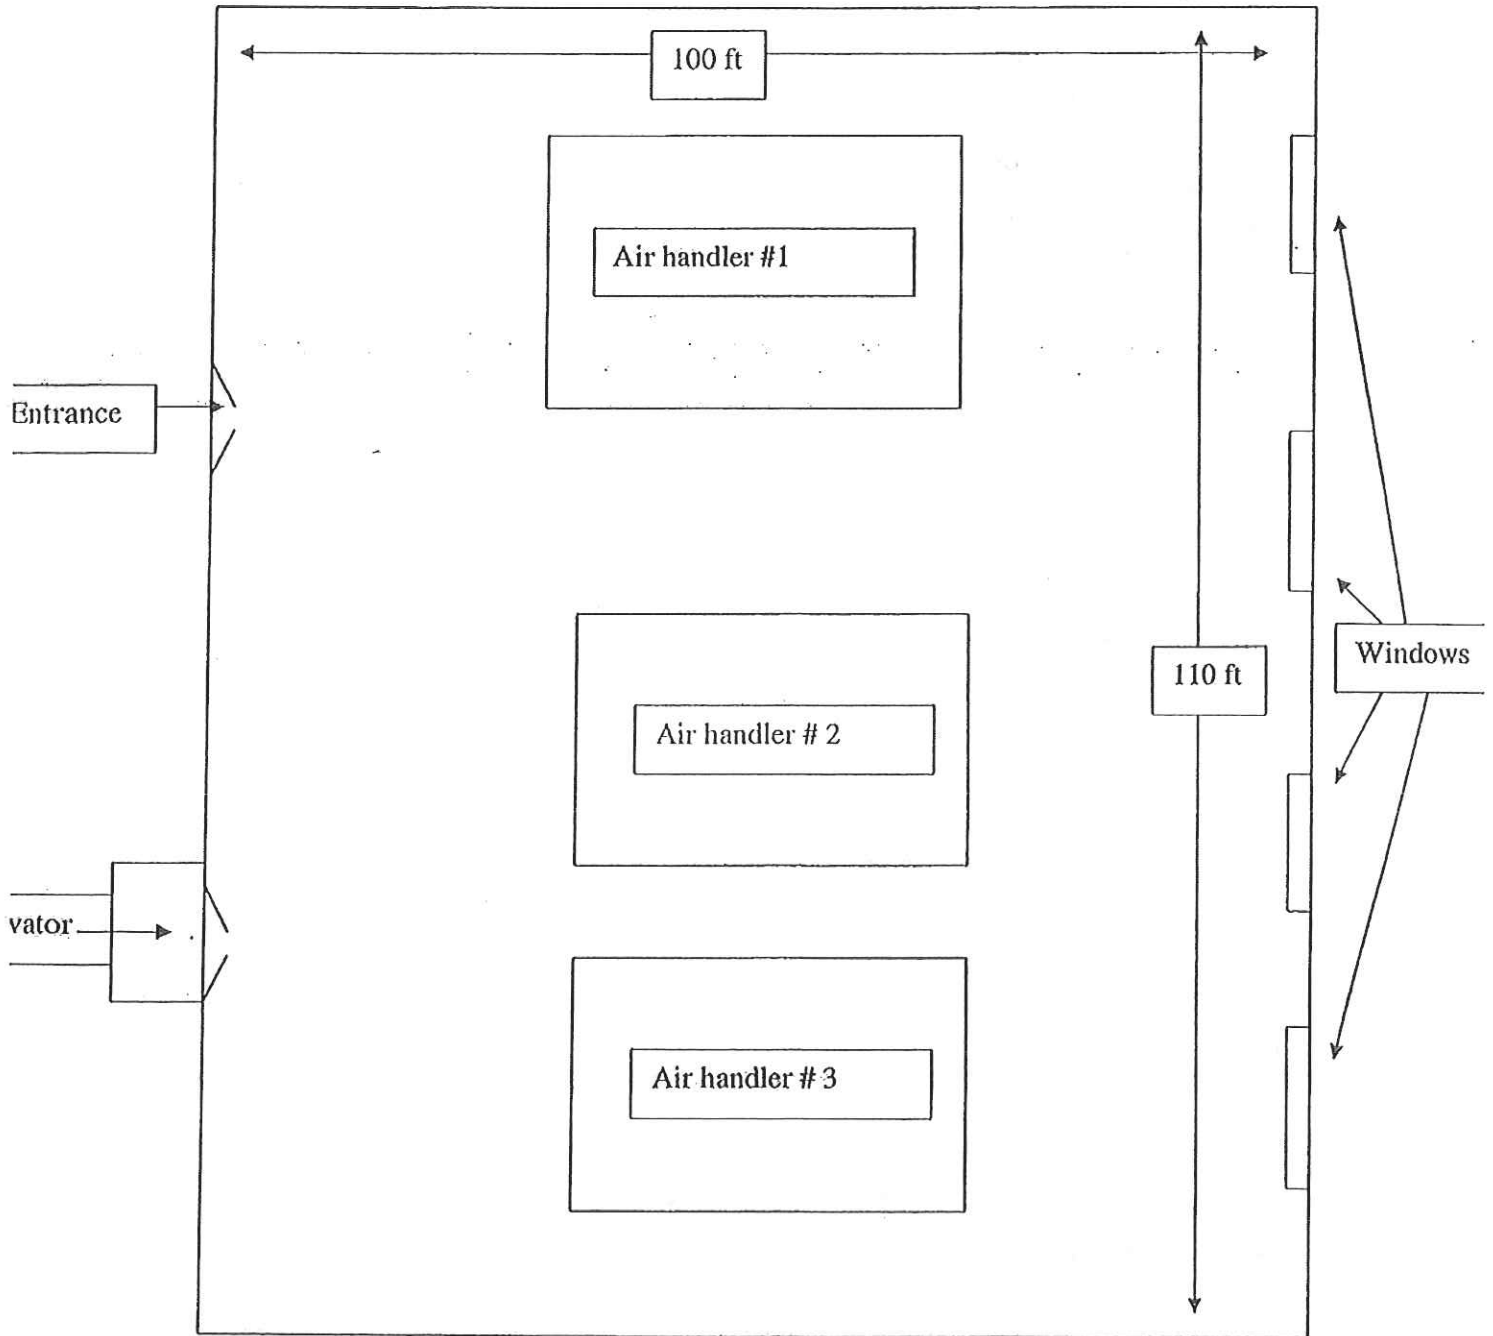 100 ft
Air handler #1
Entrance
Air handler # 2
110 ft
Windows
vator
Air handler # 3